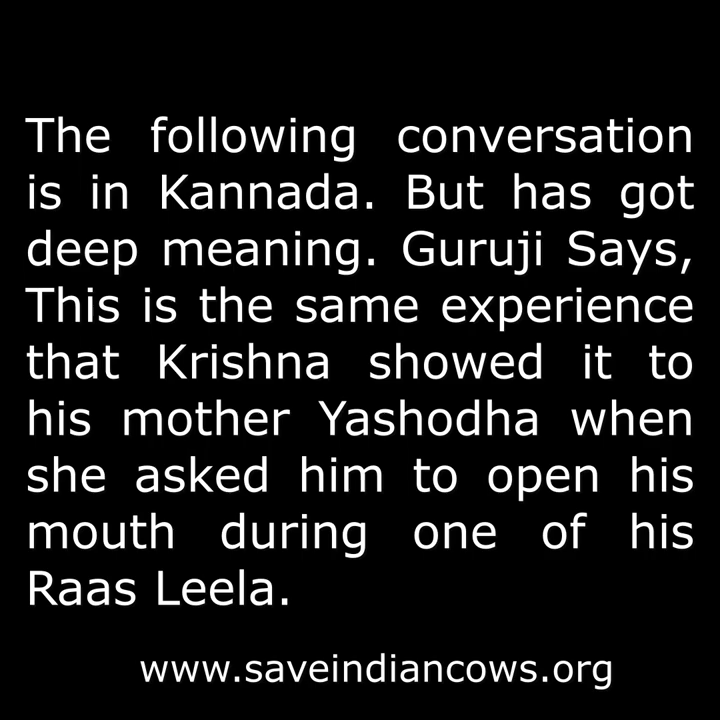 The following conversation
is in Kannada. But has got
deep meaning. Guruji Says,
This is the same experience
that Krishna showed it to
his mother Yashodha when
she asked him to open his
mouth during one of his
Raas Leela.
www.saveindiancows.org